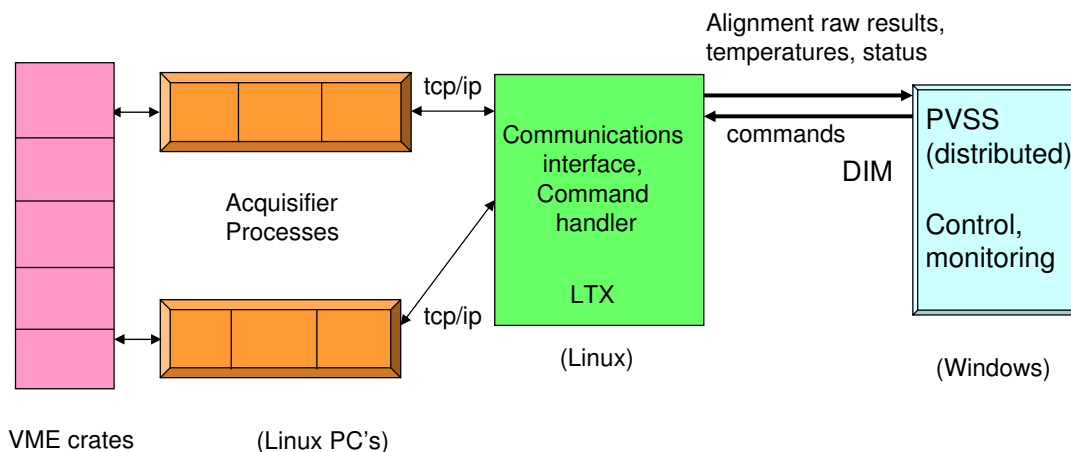 Alignment raw results,
temperatures, status
tcp/ip
commands
DIM
Communications
interface,
Command
handler
LTX
PVSS
(distributed)
Control,
monitoring
Acquisifier
Processes
tcp/ip
(Linux)
(Windows)
VME crates
(Linux PC's)